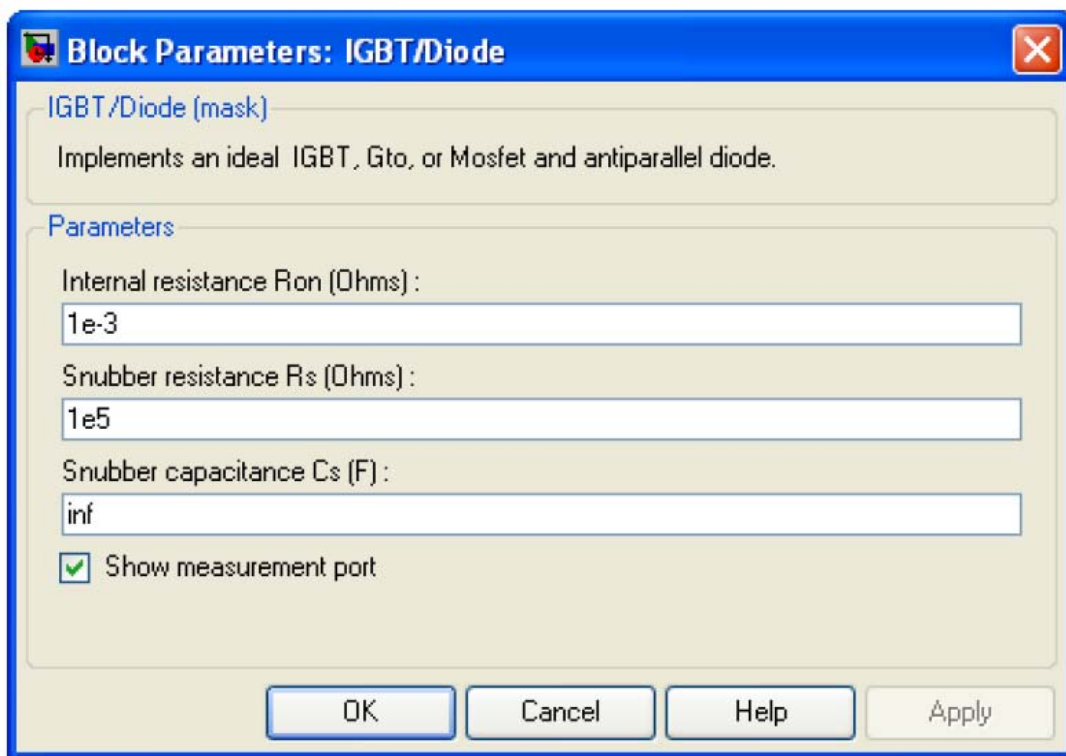 Block Parameters: IGBT/Diode
IGBT/Diode (mask)
Implements an ideal IGBT, Gto, or Mosfet and antiparallel diode.
Parameters
Internal resistance Ron (Ohms) :
1e-3
Snubber resistance Rs (Ohms) :
1e5
Snubber capacitance Cs (F) :
inf
Show measurement port
OK Cancel Help Apply